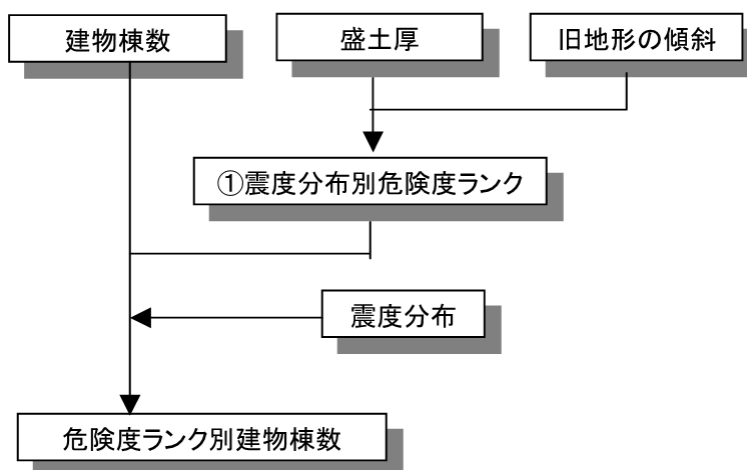 建物棟数
盛土厚
旧地形の傾斜
①震度分布別危険度ランク
震度分布
危険度ランク別建物棟数